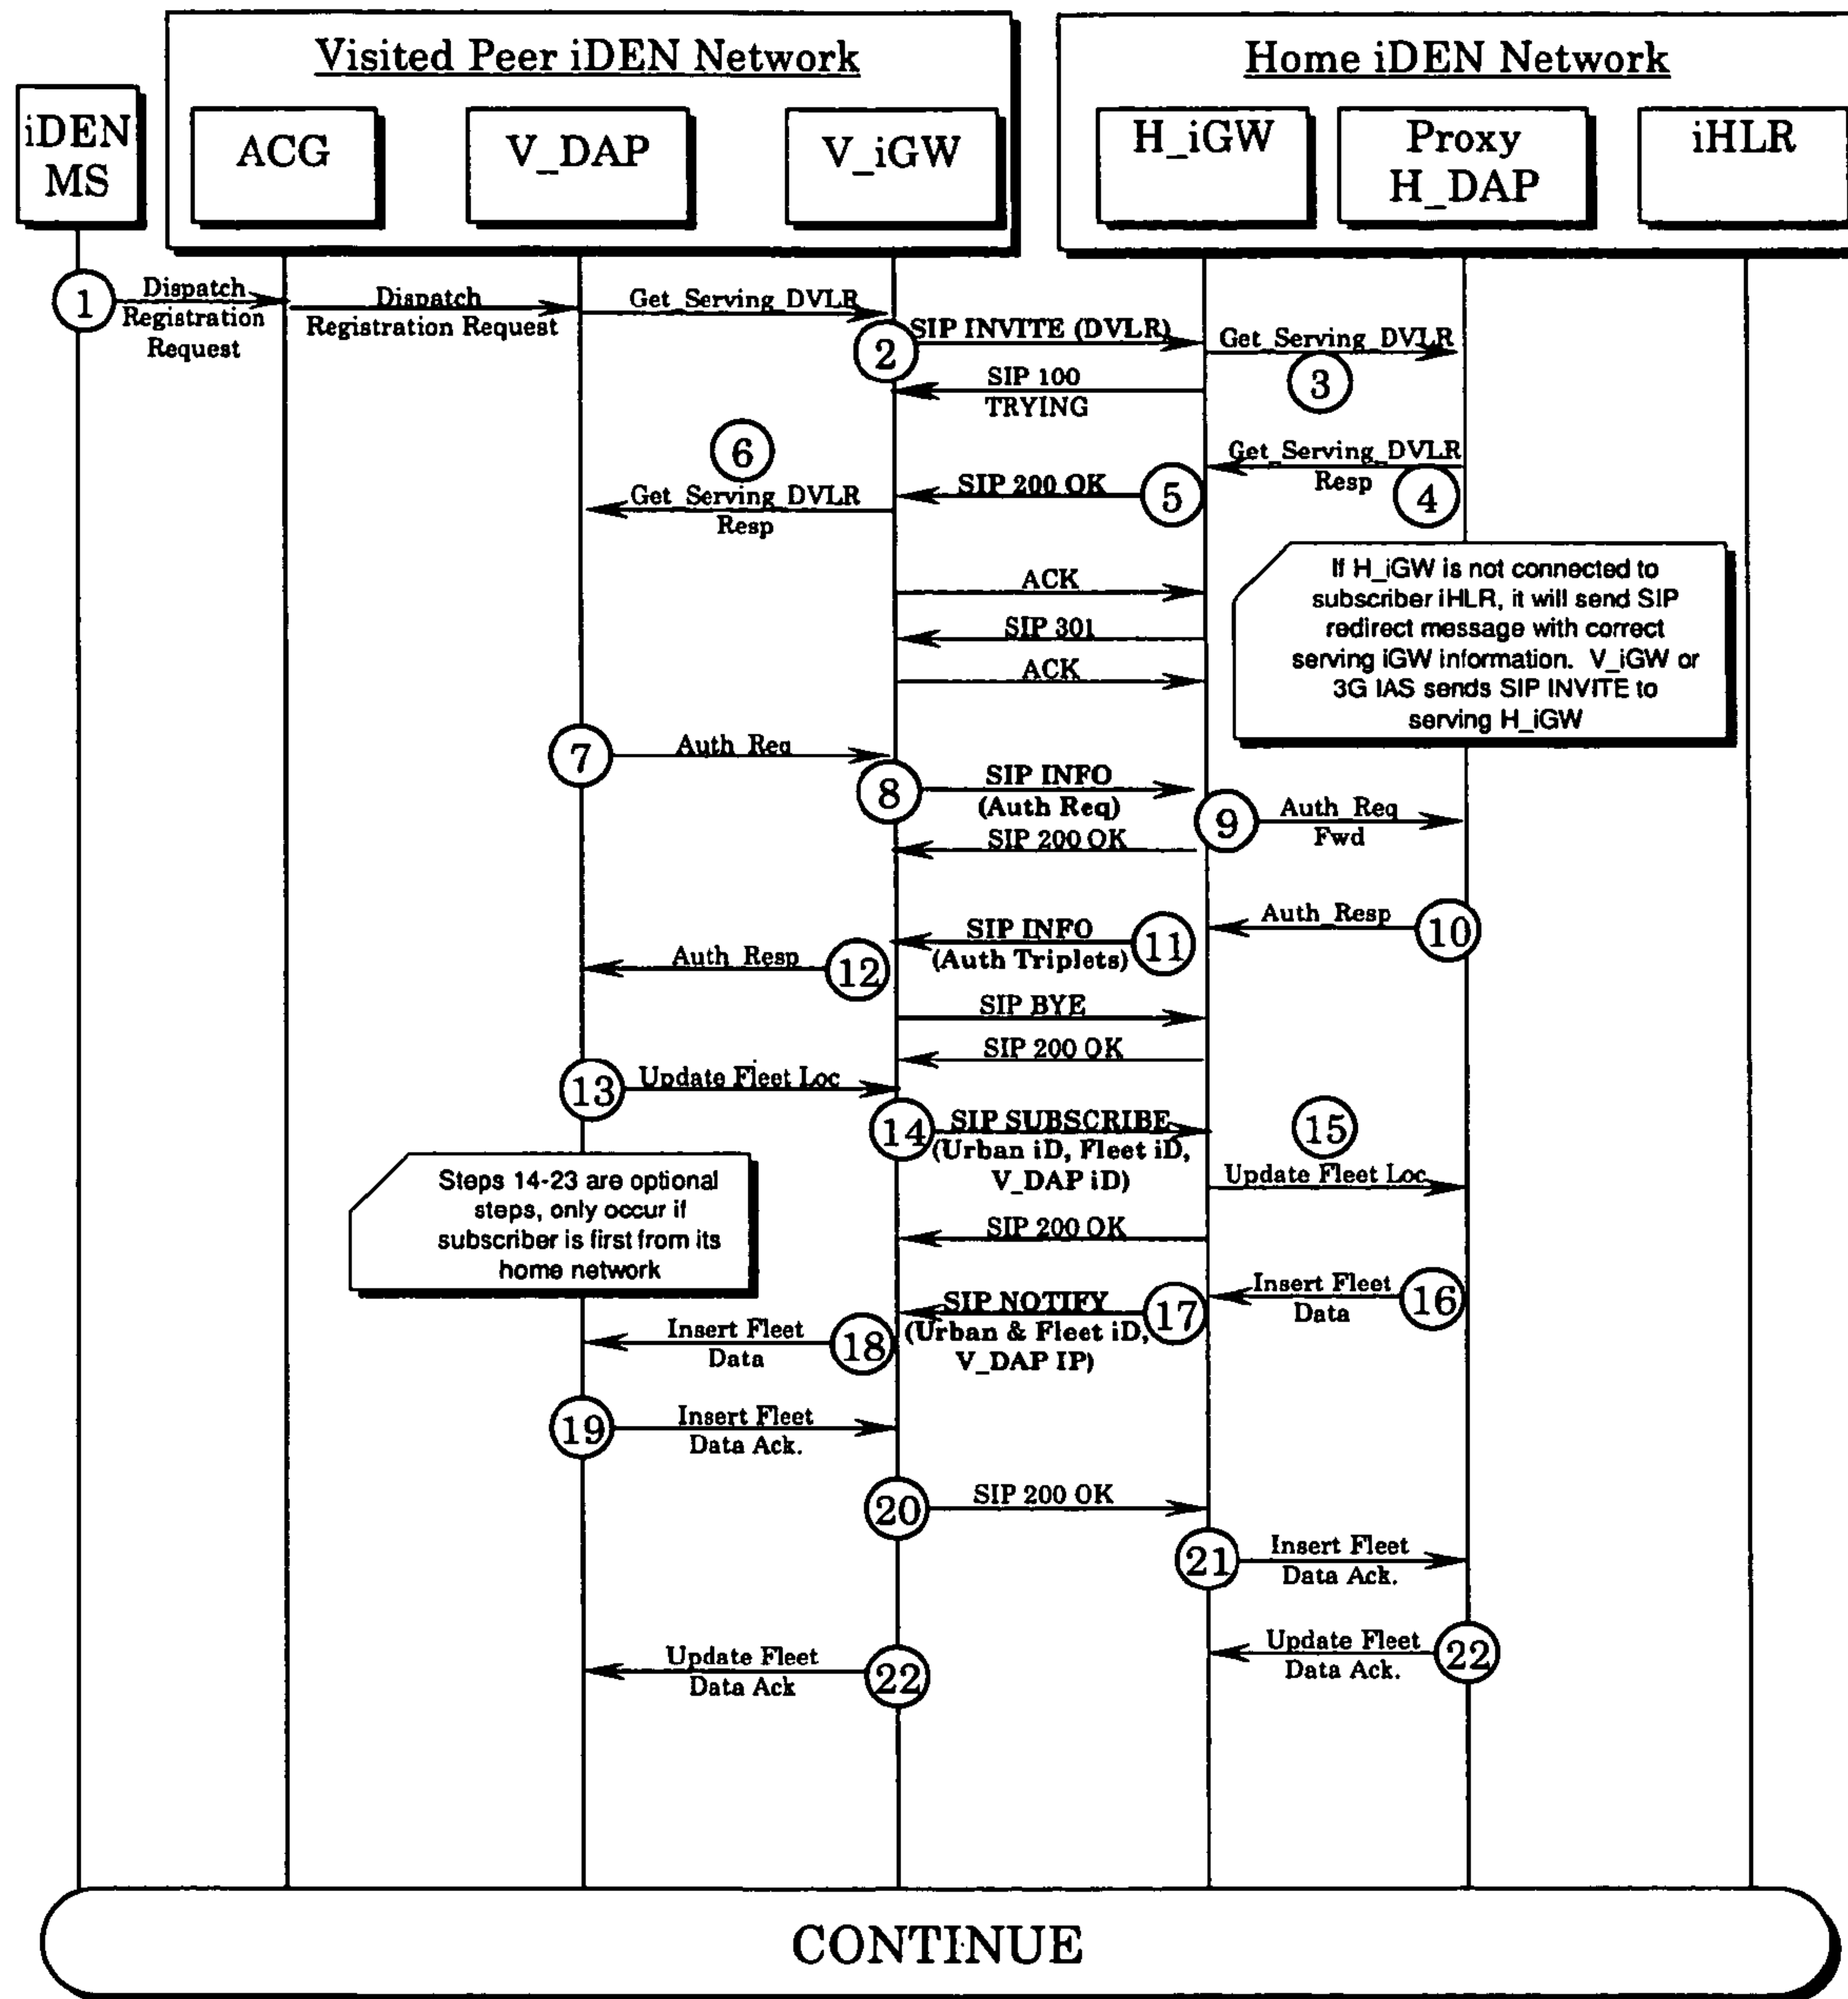 Visited Peer iDEN Network
Home iDEN Network
iDEN
MS
ACG
V_DAP
V_iGW
H_iGW
Proxy
H_DAP
iHLR
1
Dispatch
Registration
Request
Dispatch
Registration Request
Get_Serving_DVLR
2
SIP INVITE (DVLR)
Get_Serving_DVLR
3
SIP 100
TRYING
Get_Serving_DVLR
Resp
4
5
SIP 200 OK
6
Get_Serving_DVLR
Resp
If H_iGW is not connected to
subscriber iHLR, it will send SIP
redirect message with correct
serving iGW information. V_iGW or
3G IAS sends SIP INVITE to
serving H_iGW
ACK
SIP 301
ACK
7
Auth_Req
8
SIP INFO
(Auth Req)
9
Auth_Req
Fwd
SIP 200 OK
Auth_Resp
10
SIP INFO
(Auth Triplets)
11
Auth_Resp
12
SIP BYE
SIP 200 OK
13
Update Fleet Loc
14
SIP SUBSCRIBE
(Urban iD, Fleet iD,
V_DAP iD)
15
Update Fleet Loc
Steps 14-23 are optional
steps, only occur if
subscriber is first from its
home network
SIP 200 OK
Insert Fleet
Data
16
SIP NOTIFY
(Urban & Fleet iD,
V_DAP IP)
17
Insert Fleet
Data
18
19
Insert Fleet
Data Ack.
20
SIP 200 OK
21
Insert Fleet
Data Ack.
Update Fleet
Data Ack.
22
Update Fleet
Data Ack
22
CONTINUE